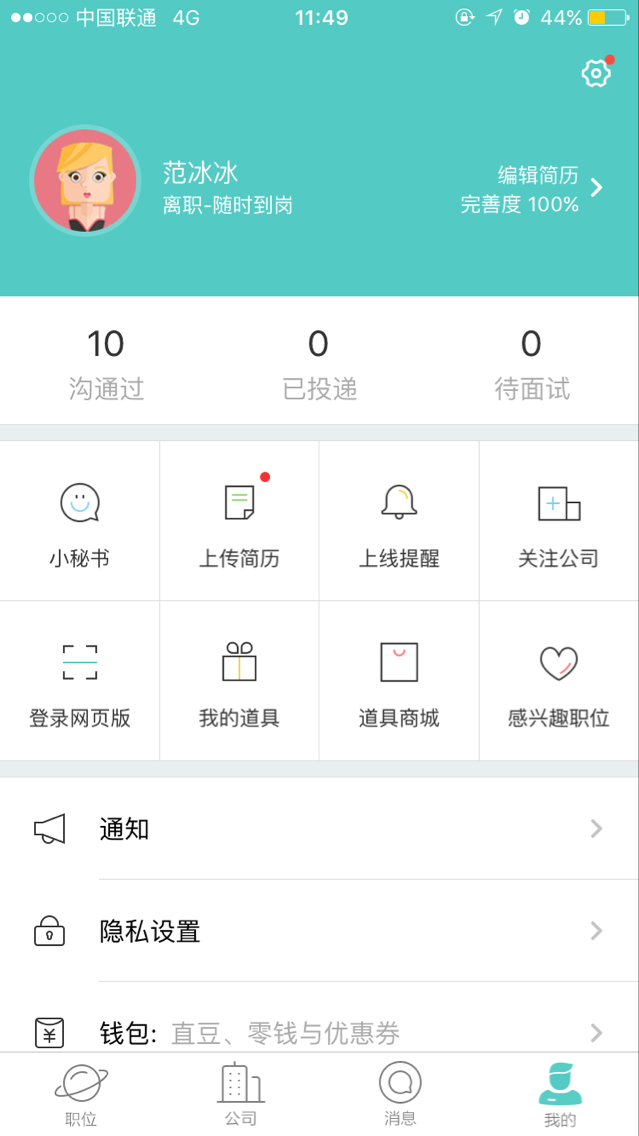 中国联通 4G 11:49 44%
范冰冰
离职-随时到岗
编辑简历
完善度 100%
10 0 0
沟通过 已投递 待面试
小秘书 上传简历 上线提醒 关注公司
登录网页版 我的道具 道具商城 感兴趣职位
通知
隐私设置
钱包: 直豆、零钱与优惠券
职位 公司 消息 我的